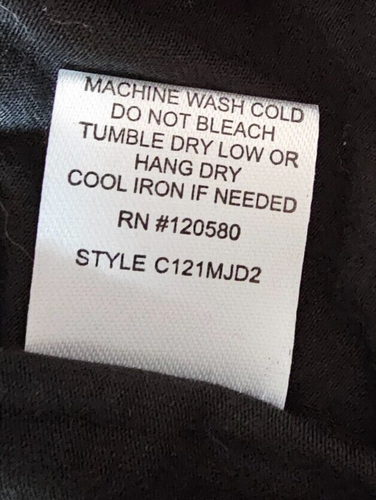 MACHINE WASH COLD
DO NOT BLEACH
TUMBLE DRY LOW OR
HANG DRY
COOL IRON IF NEEDED
RN #120580
STYLE C121MJD2